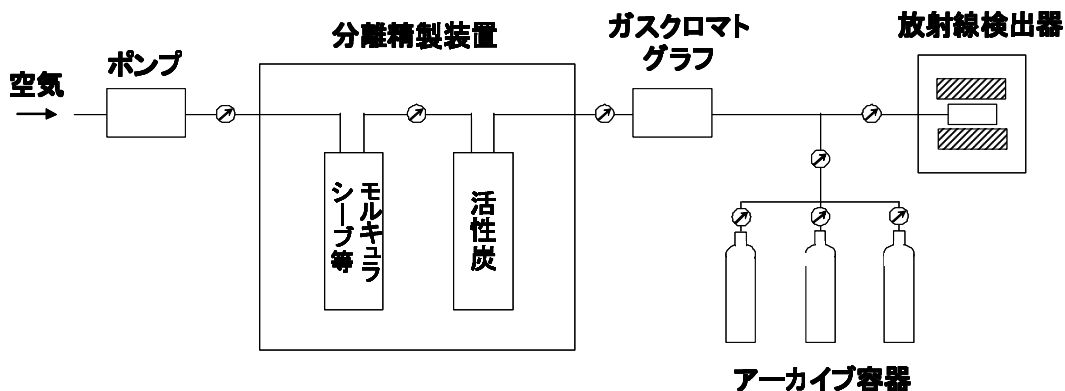 空気
ポンプ
分離精製装置
モルキュラ
シーブ等
活性炭
ガスクロマト
グラフ
放射線検出器
アーカイブ容器